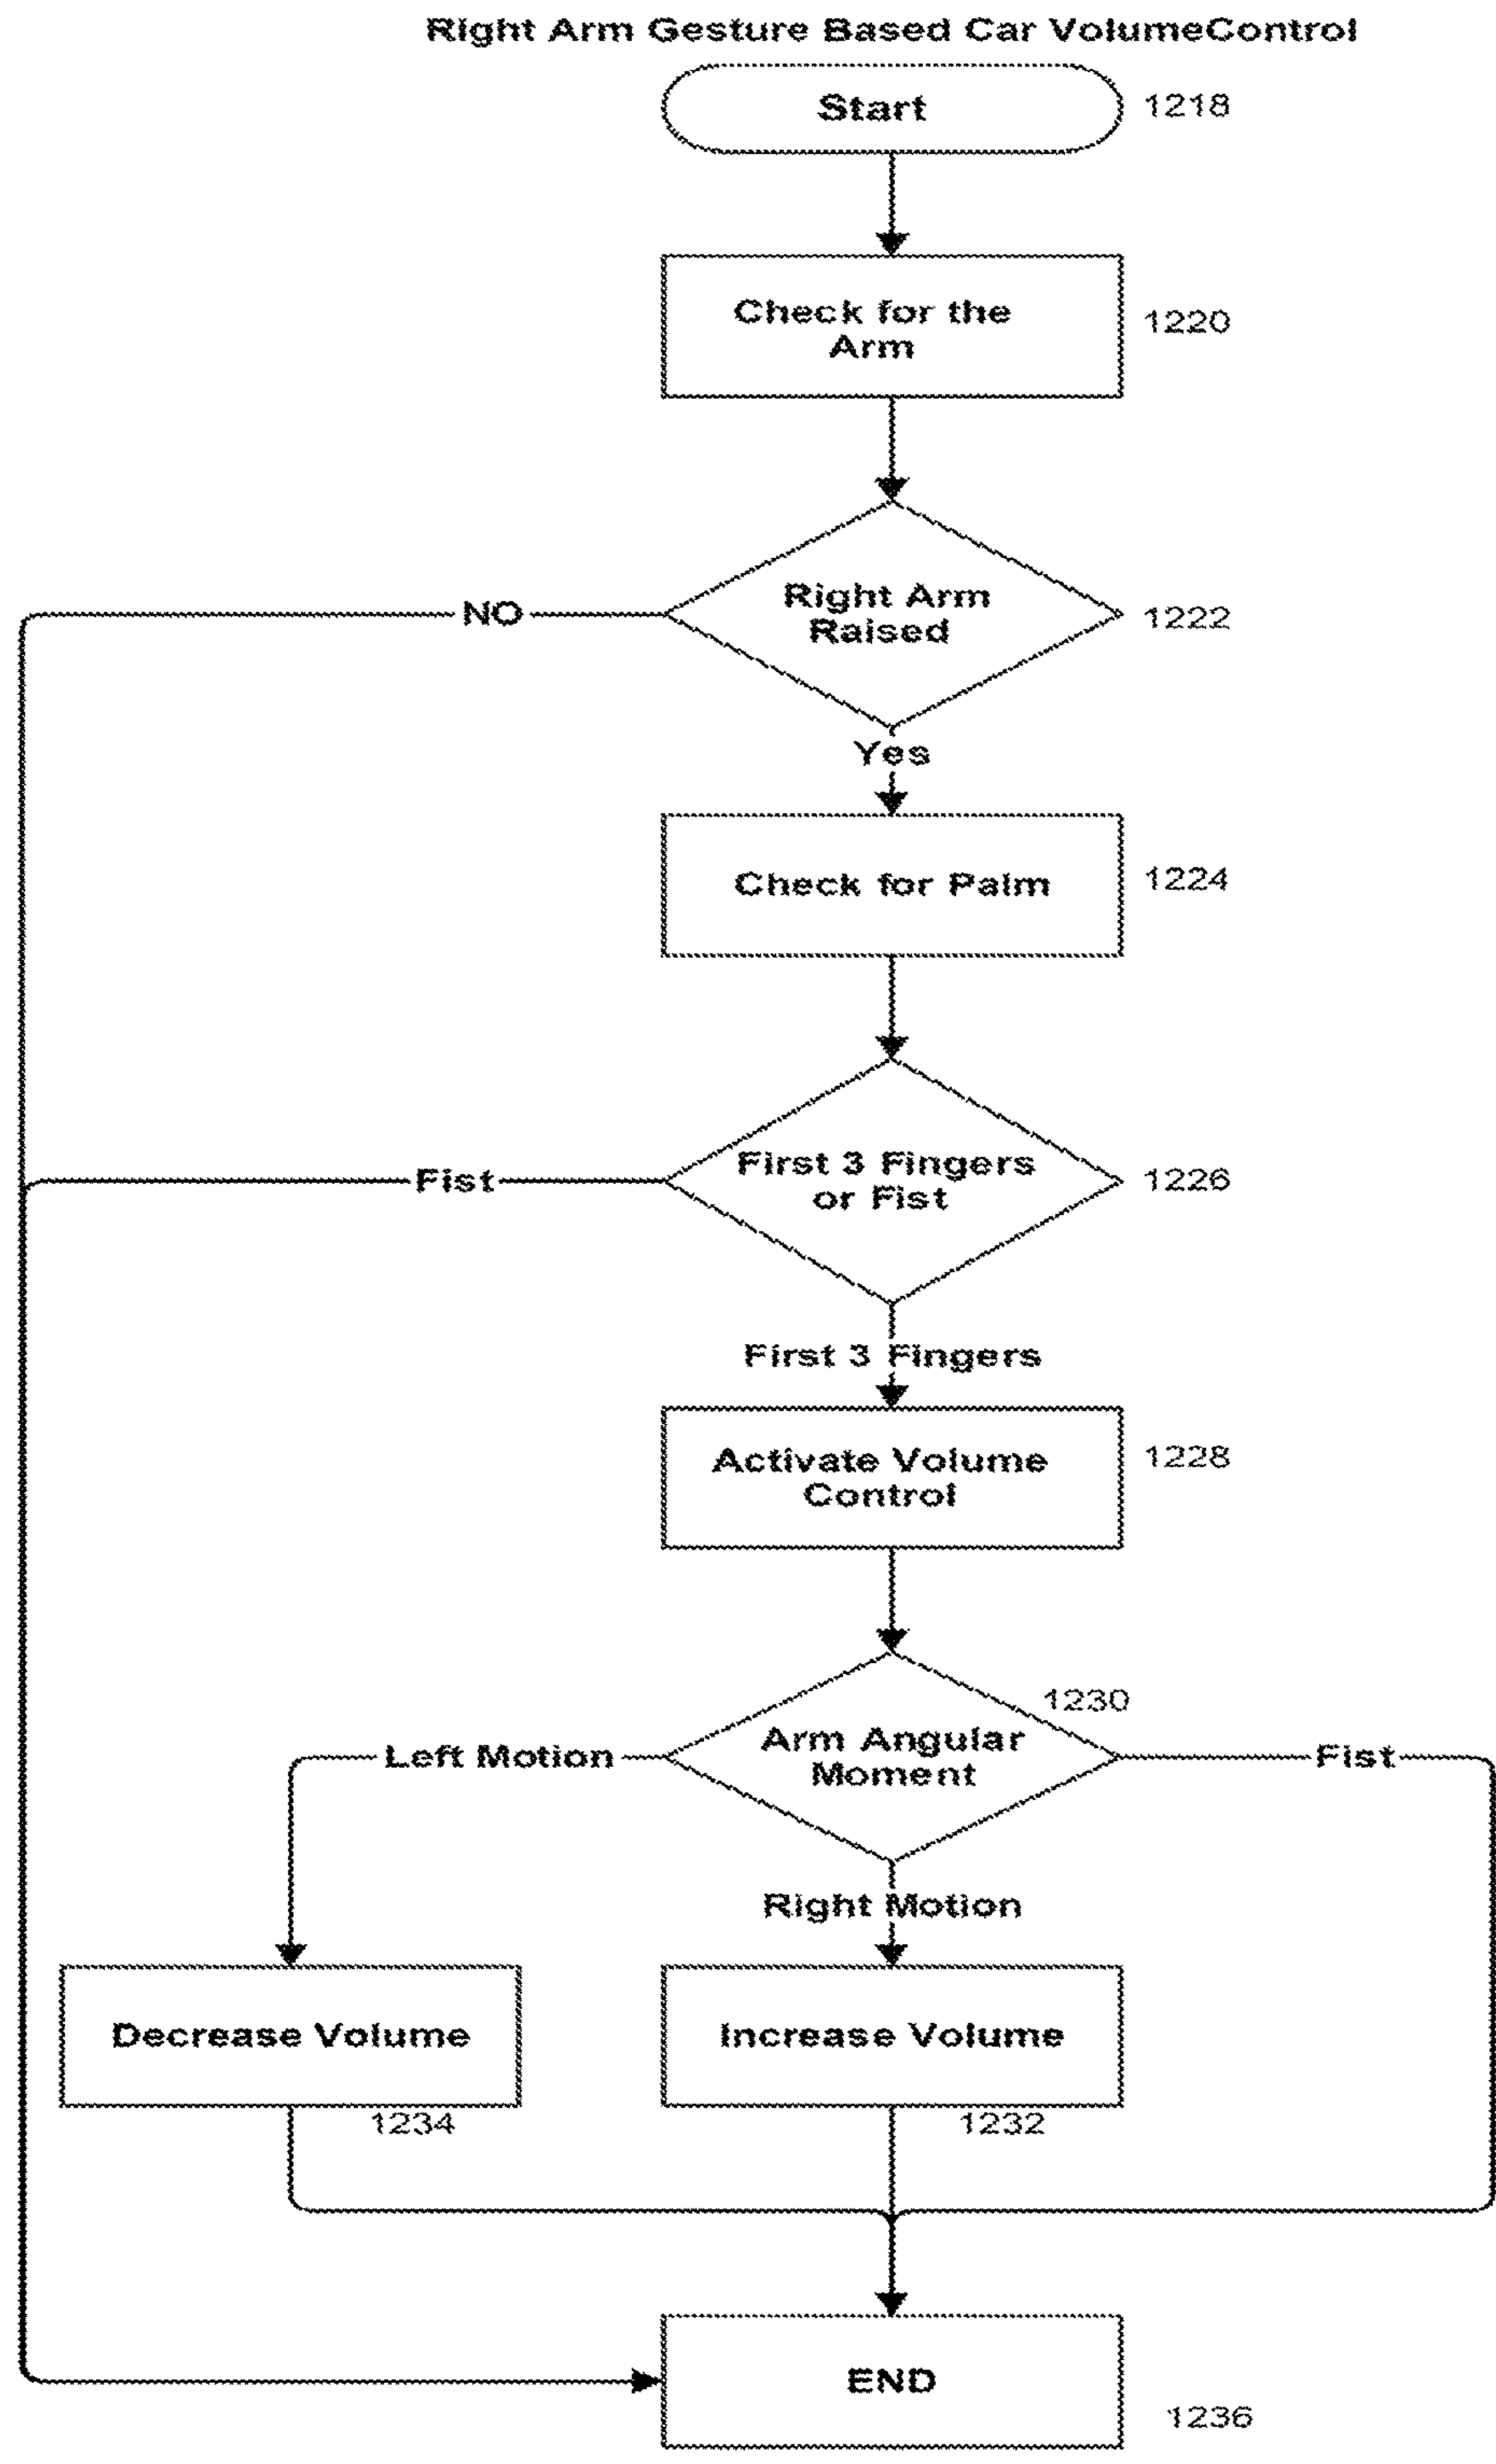 Right Arm Gesture Based Car VolumeControl
Start
1218
Check for the
Arm
1220
Right Arm
Raised
1222
NO
Yes
Check for Palm
1224
First 3 Fingers
or Fist
1226
Fist
First 3 Fingers
Activate Volume
Control
1228
1230
Arm Angular
Moment
Left Motion
Fist
Right Motion
Decrease Volume
Increase Volume
1234
1232
END
1236